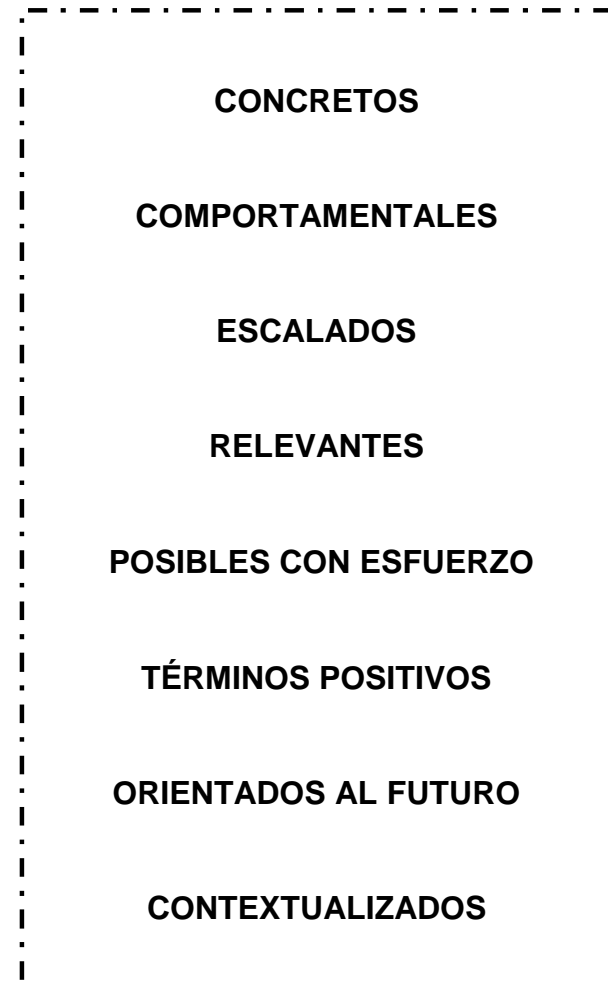 CONCRETOS
COMPORTAMENTALES
ESCALADOS
RELEVANTES
POSIBLES CON ESFUERZO
TÉRMINOS POSITIVOS
ORIENTADOS AL FUTURO
CONTEXTUALIZADOS